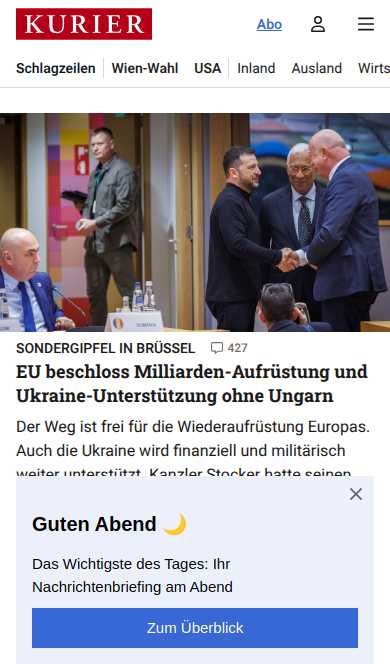 KURIER
Abo
Schlagzeilen
Wien-Wahl
USA
Inland
Ausland
Wirts
SONDERGIPFEL IN BRÜSSEL
427
EU beschloss Milliarden-Aufrüstung und
Ukraine-Unterstützung ohne Ungarn
Der Weg ist frei für die Wiederaufrüstung Europas.
Auch die Ukraine wird finanziell und militärisch
weiter unterstützt. Kanzler Stocker hatte seinen
Guten Abend 🌙
Das Wichtigste des Tages: Ihr
Nachrichtenbriefing am Abend
Zum Überblick